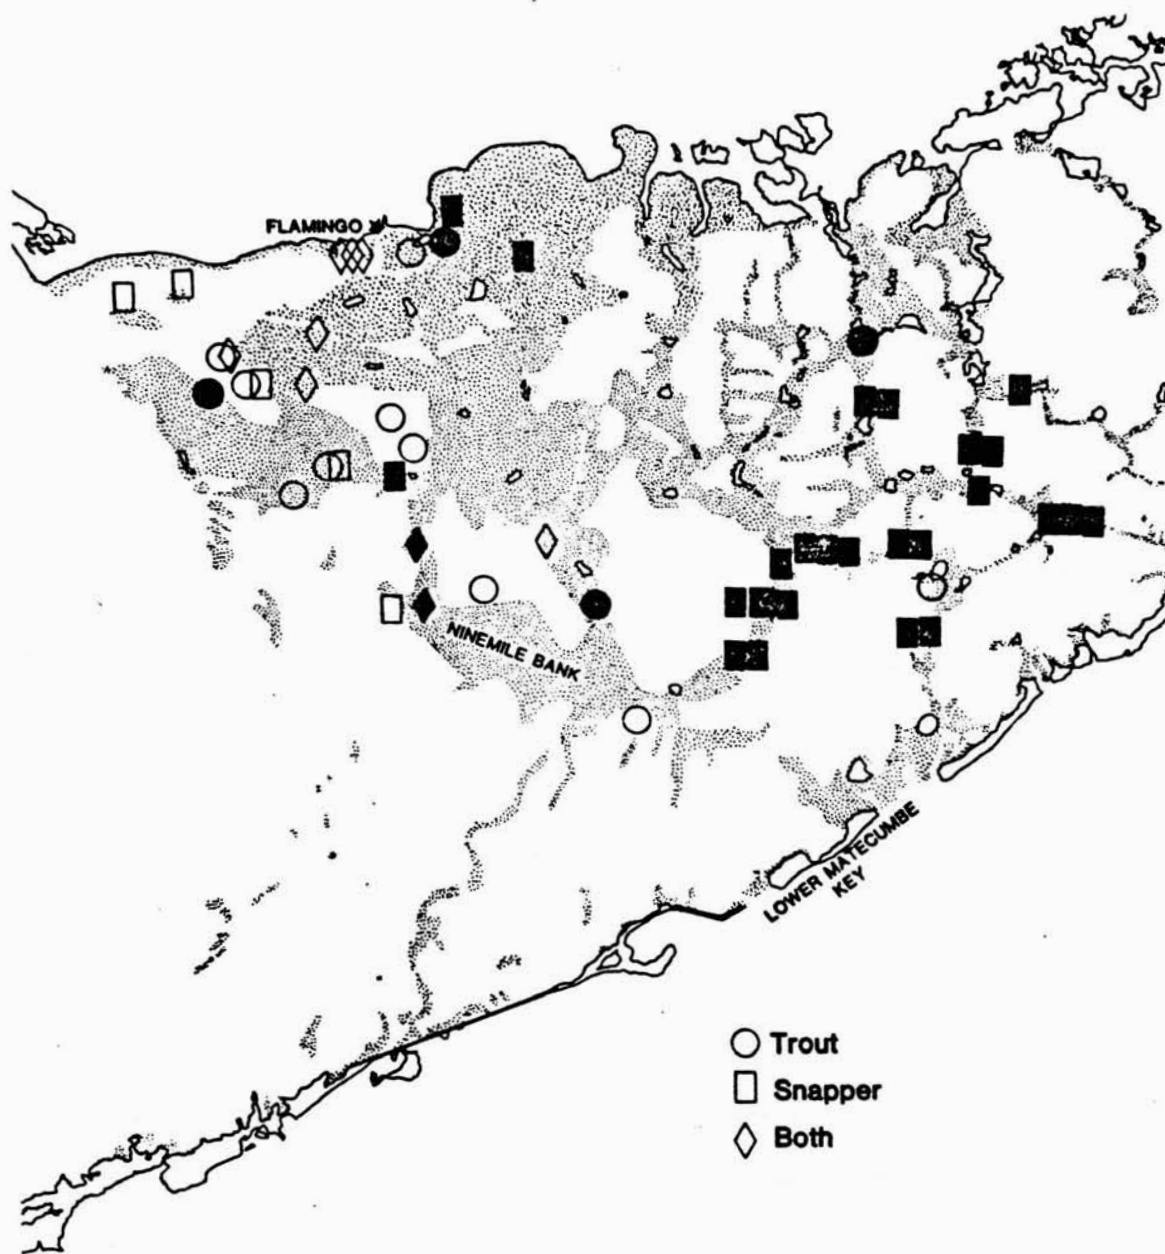 FLAMINGO
NINEMILE BANK
LOWER MATECUMBE
KEY
Trout
Snapper
Both